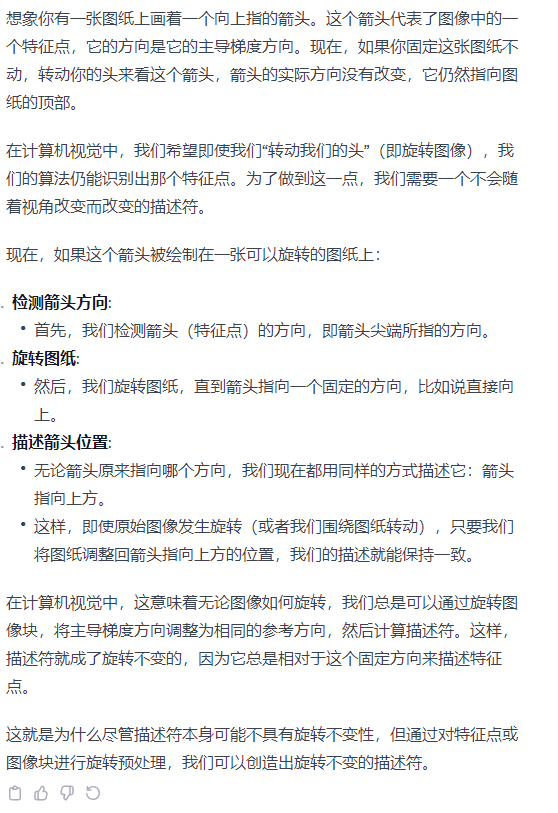 想象你有一张图纸上画着一个向上指的箭头。这个箭头代表了图像中的一
个特征点，它的方向是它的主导梯度方向。现在，如果你固定这张图纸不
动，转动你的头来看这个箭头，箭头的实际方向没有改变，它仍然指向图
纸的顶部。
在计算机视觉中，我们希望即使我们“转动我们的头”（即旋转图像），我
们的算法仍能识别出那个特征点。为了做到这一点，我们需要一个不会随
着视角改变而改变的描述符。
现在，如果这个箭头被绘制在一张可以旋转的图纸上：
. 检测箭头方向:
• 首先，我们检测箭头（特征点）的方向，即箭头尖端所指的方向。
. 旋转图纸:
• 然后，我们旋转图纸，直到箭头指向一个固定的方向，比如说直接向
上。
. 描述箭头位置:
• 无论箭头原来指向哪个方向，我们现在都用同样的方式描述它：箭头
指向上方。
• 这样，即使原始图像发生旋转（或者我们围绕图纸转动），只要我们
将图纸调整回箭头指向上方的位置，我们的描述就能保持一致。
在计算机视觉中，这意味着无论图像如何旋转，我们总是可以通过旋转图
像块，将主导梯度方向调整为相同的参考方向，然后计算描述符。这样，
描述符就成了旋转不变的，因为它总是相对于这个固定方向来描述特征
点。
这就是为什么尽管描述符本身可能不具有旋转不变性，但通过对特征点或
图像块进行旋转预处理，我们可以创造出旋转不变的描述符。